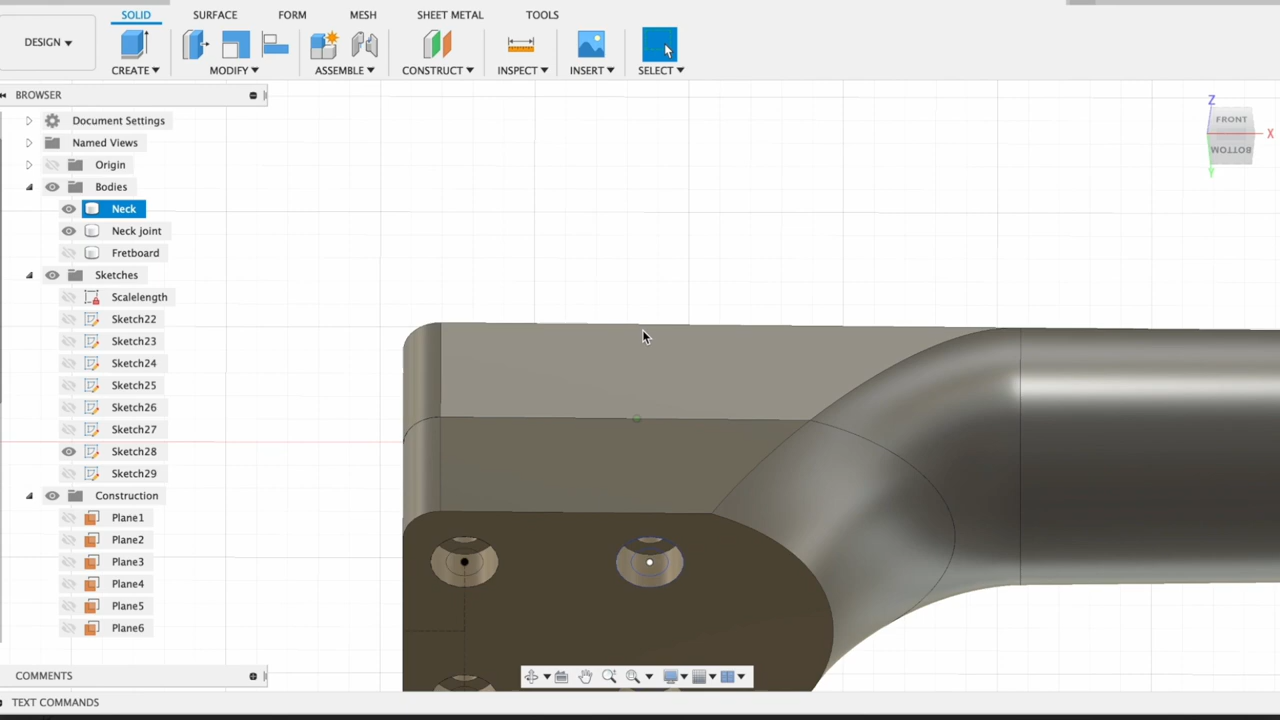 SOLID SURFACE FORM MESH SHEET METAL TOOLS
DESIGN ▾
CREATE ▾ MODIFY ▾ ASSEMBLE ▾ CONSTRUCT ▾ INSPECT ▾ INSERT ▾ SELECT ▾
BROWSER
Document Settings
Named Views
Origin
Bodies
Neck
Neck joint
Fretboard
Sketches
Scalelength
Sketch22
Sketch23
Sketch24
Sketch25
Sketch26
Sketch27
Sketch28
Sketch29
Construction
Plane1
Plane2
Plane3
Plane4
Plane5
Plane6
COMMENTS
TEXT COMMANDS
Z
FRONT
X
BOTTOM
Y